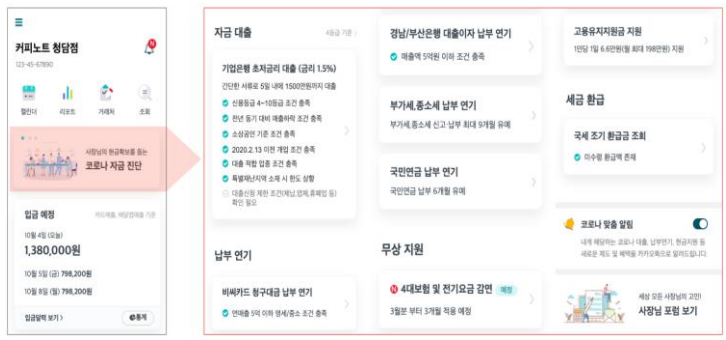 커피노트 청담점
N
123-45-67890
캘린더
리포트
거래처
조회
사장님의 현금확보를 돕는
코로나 자금 진단
입금 예정
카드매출, 배달앱매출 기준
10월 4일 (오늘)
1,380,000원
10월 5일 (금) 798,200원
10월 8일 (월) 798,200원
입금달력 보기 >
통계
자금 대출
4등급 기준 >
기업은행 초저금리 대출 (금리 1.5%)
간단한 서류로 5일 내에 1500만원까지 대출
신용등급 4~10등급 조건 충족
전년 동기 대비 매출하락 조건 충족
소상공인 기준 조건 충족
2020.2.13 이전 개업 조건 충족
대출 적합 업종 조건 충족
특별재난지역 소재 시 한도 상향
대출신청 제한 조건(체납,연체,휴폐업 등)
확인 필요
납부 연기
비씨카드 청구대금 납부 연기
연매출 5억 이하 영세/중소 조건 충족
경남/부산은행 대출이자 납부 연기
매출액 5억원 이하 조건 충족
부가세,종소세 납부 연기
부가세,종소세 신고·납부 최대 9개월 유예
국민연금 납부 연기
국민연금 납부 6개월 유예
무상 지원
N 4대보험 및 전기요금 감면 예정
3월분 부터 3개월 적용 예정
고용유지지원금 지원
1인당 1일 6.6만원(월 최대 198만원) 지원
세금 환급
국세 조기 환급금 조회
미수령 환급액 존재
코로나 맞춤 알림
내게 해당하는 코로나 대출, 납부연기, 현금지원 등
새로운 제도 및 혜택을 카카오톡으로 알려드립니다.
세상 모든 사장님의 고민!
사장님 포럼 보기